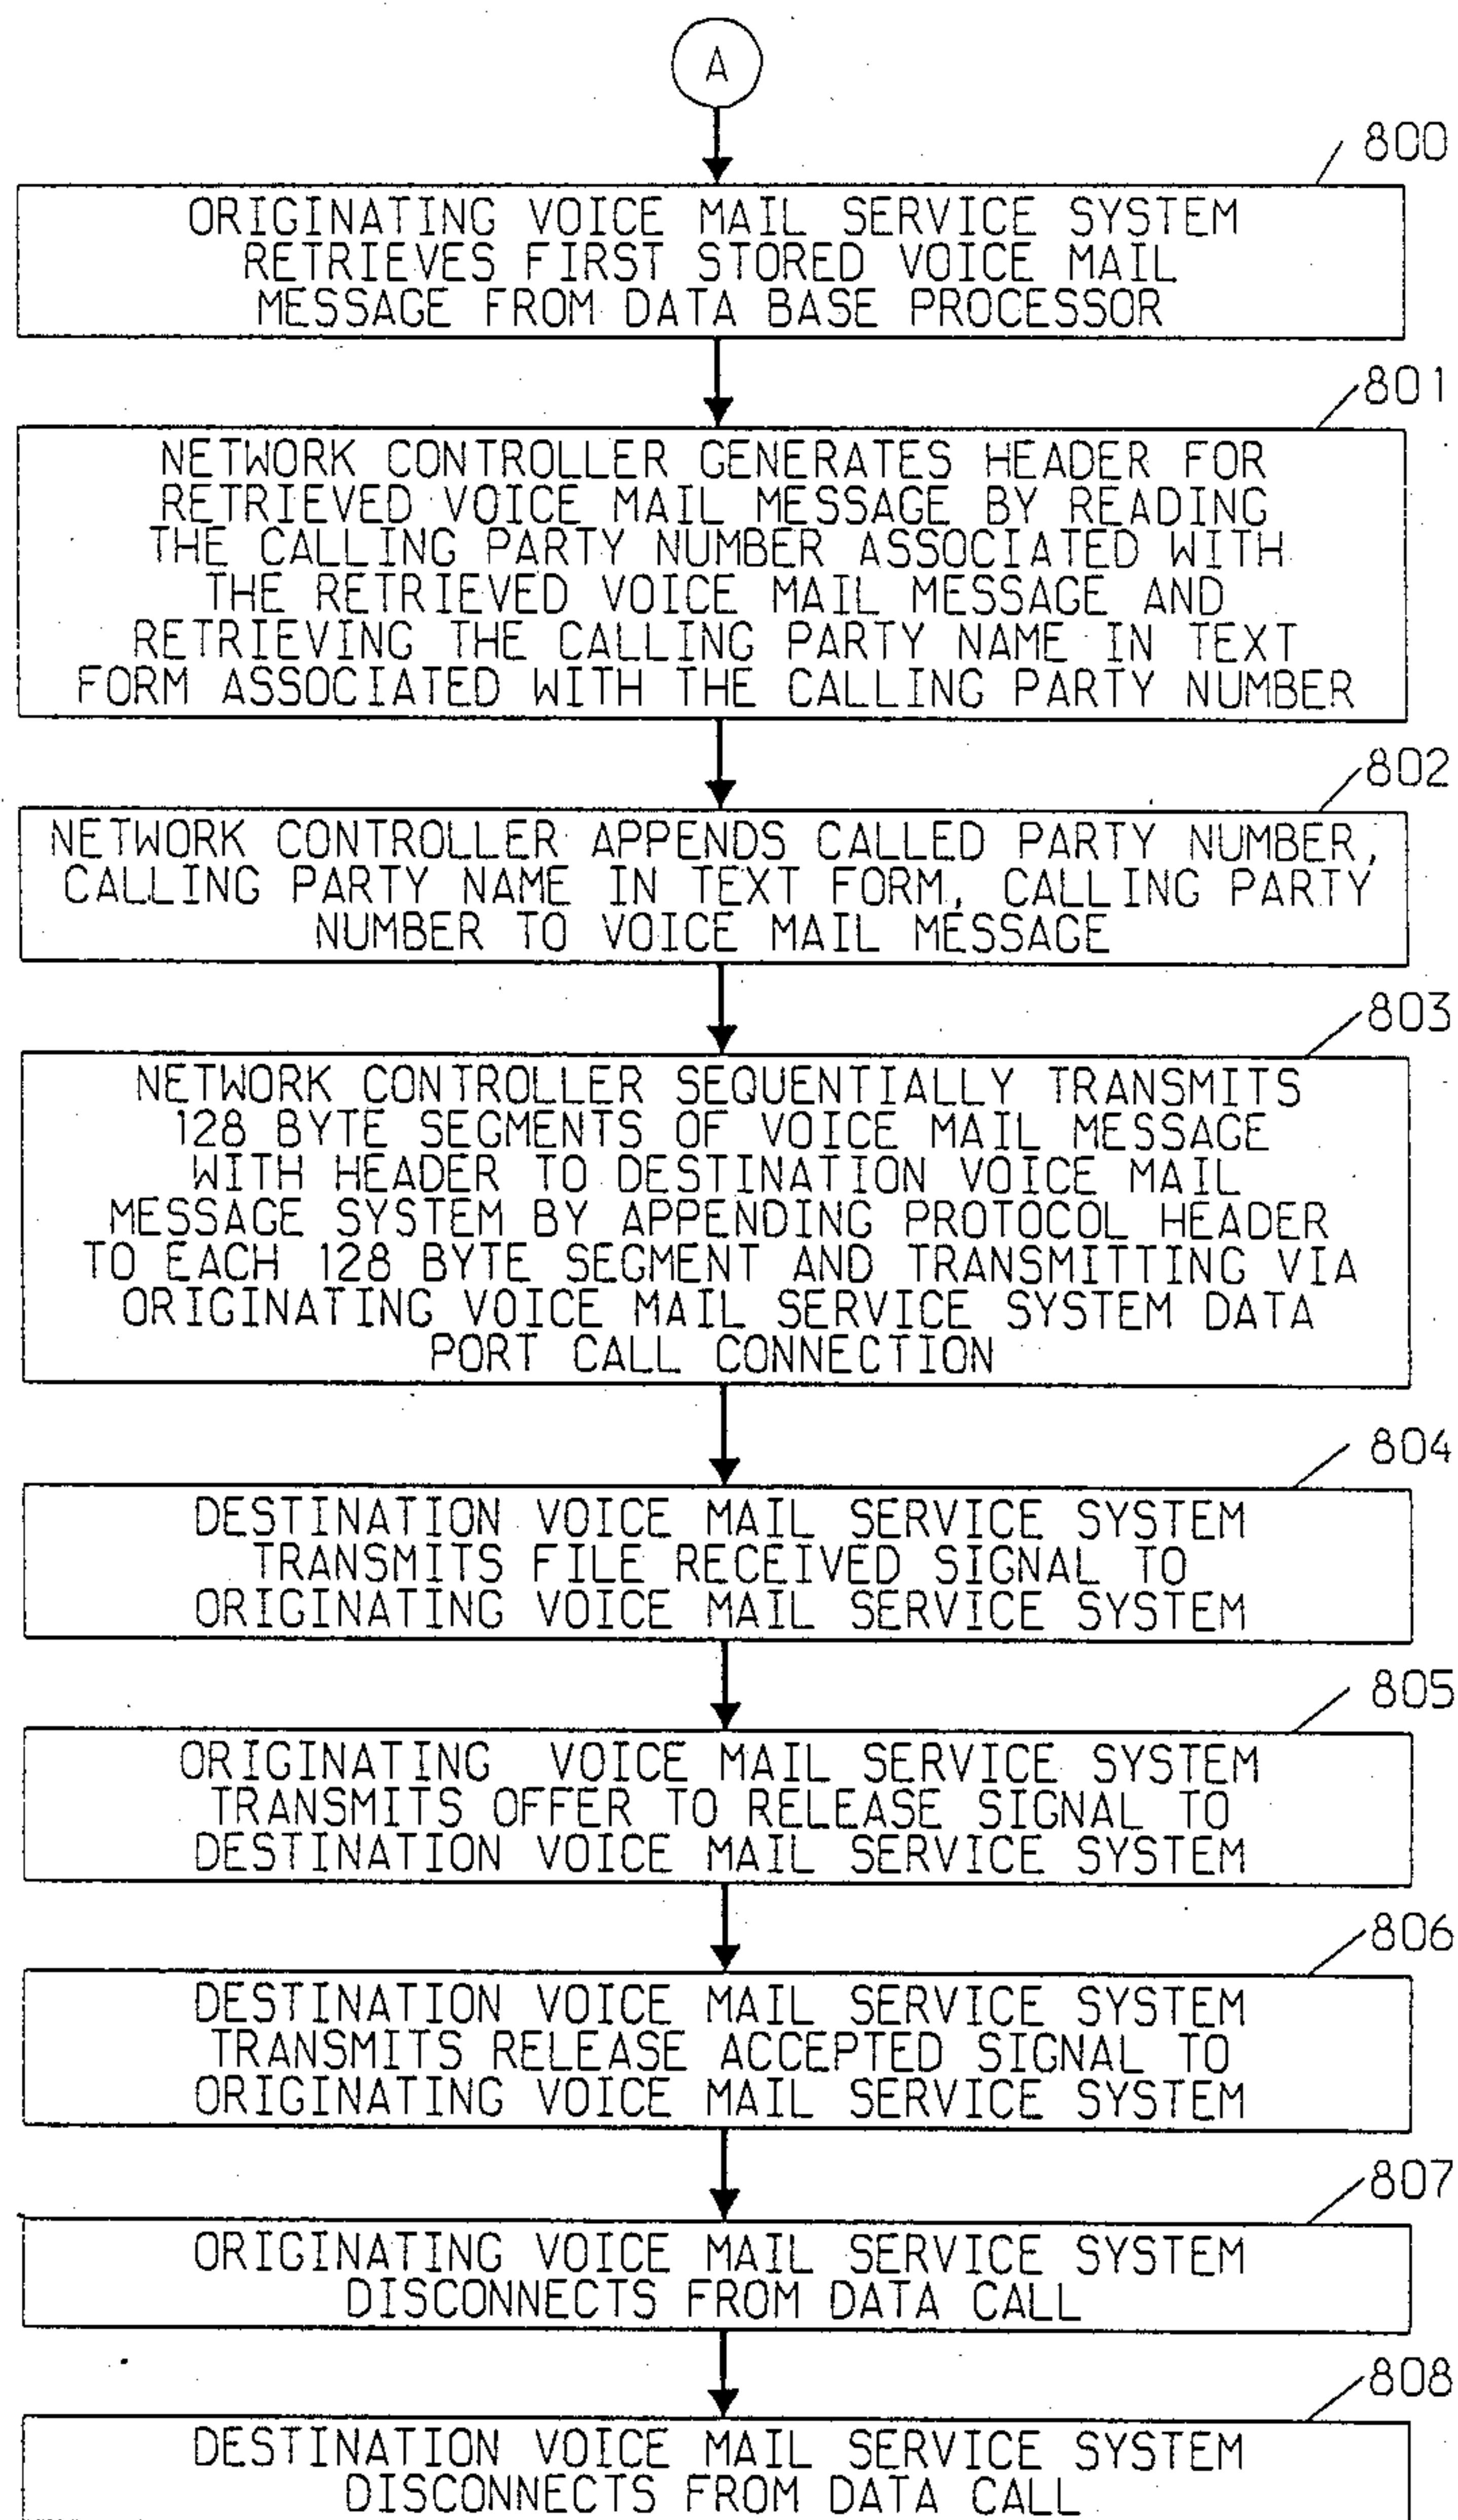 A
800
ORIGINATING VOICE MAIL SERVICE SYSTEM
RETRIEVES FIRST STORED VOICE MAIL
MESSAGE FROM DATA BASE PROCESSOR
801
NETWORK CONTROLLER GENERATES HEADER FOR
RETRIEVED VOICE MAIL MESSAGE BY READING
THE CALLING PARTY NUMBER ASSOCIATED WITH
THE RETRIEVED VOICE MAIL MESSAGE AND
RETRIEVING THE CALLING PARTY NAME IN TEXT
FORM ASSOCIATED WITH THE CALLING PARTY NUMBER
802
NETWORK CONTROLLER APPENDS CALLED PARTY NUMBER,
CALLING PARTY NAME IN TEXT FORM, CALLING PARTY
NUMBER TO VOICE MAIL MESSAGE
803
NETWORK CONTROLLER SEQUENTIALLY TRANSMITS
128 BYTE SEGMENTS OF VOICE MAIL MESSAGE
WITH HEADER TO DESTINATION VOICE MAIL
MESSAGE SYSTEM BY APPENDING PROTOCOL HEADER
TO EACH 128 BYTE SEGMENT AND TRANSMITTING VIA
ORIGINATING VOICE MAIL SERVICE SYSTEM DATA
PORT CALL CONNECTION
804
DESTINATION VOICE MAIL SERVICE SYSTEM
TRANSMITS FILE RECEIVED SIGNAL TO
ORIGINATING VOICE MAIL SERVICE SYSTEM
805
ORIGINATING VOICE MAIL SERVICE SYSTEM
TRANSMITS OFFER TO RELEASE SIGNAL TO
DESTINATION VOICE MAIL SERVICE SYSTEM
806
DESTINATION VOICE MAIL SERVICE SYSTEM
TRANSMITS RELEASE ACCEPTED SIGNAL TO
ORIGINATING VOICE MAIL SERVICE SYSTEM
807
ORIGINATING VOICE MAIL SERVICE SYSTEM
DISCONNECTS FROM DATA CALL
808
DESTINATION VOICE MAIL SERVICE SYSTEM
DISCONNECTS FROM DATA CALL